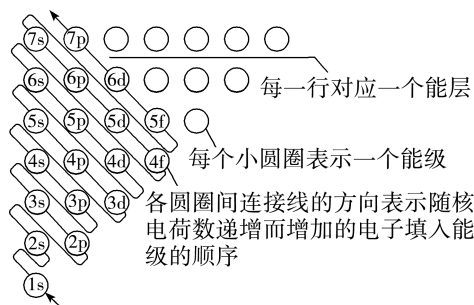 7s 7p
6s 6p 6d
每一行对应一个能层
5s 5p 5d 5f
每个小圆圈表示一个能级
4s 4p 4d 4f
各圆圈间连接线的方向表示随核
3s 3p 3d
电荷数递增而增加的电子填入能
级的顺序
2s 2p
1s